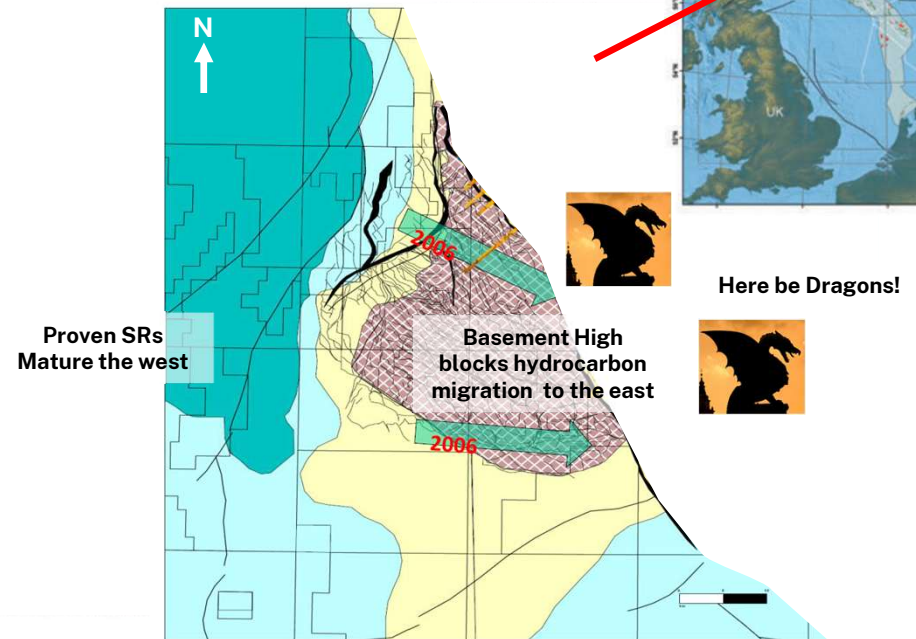 N
UK
2006
Here be Dragons!
Proven SRs
Mature the west
Basement High
blocks hydrocarbon
migration to the east
2006